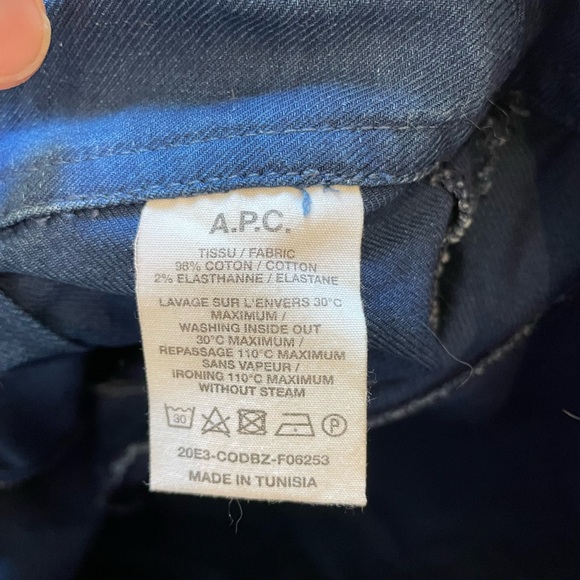 A.P.C.
TISSU / FABRIC
98% COTON / COTTON
2% ELASTHANNE / ELASTANE
LAVAGE SUR L'ENVERS 30°C
MAXIMUM /
WASHING INSIDE OUT
30°C MAXIMUM /
REPASSAGE 110°C MAXIMUM
SANS VAPEUR /
IRONING 110°C MAXIMUM
WITHOUT STEAM
30 P
20E3-CODBZ-F06253
MADE IN TUNISIA